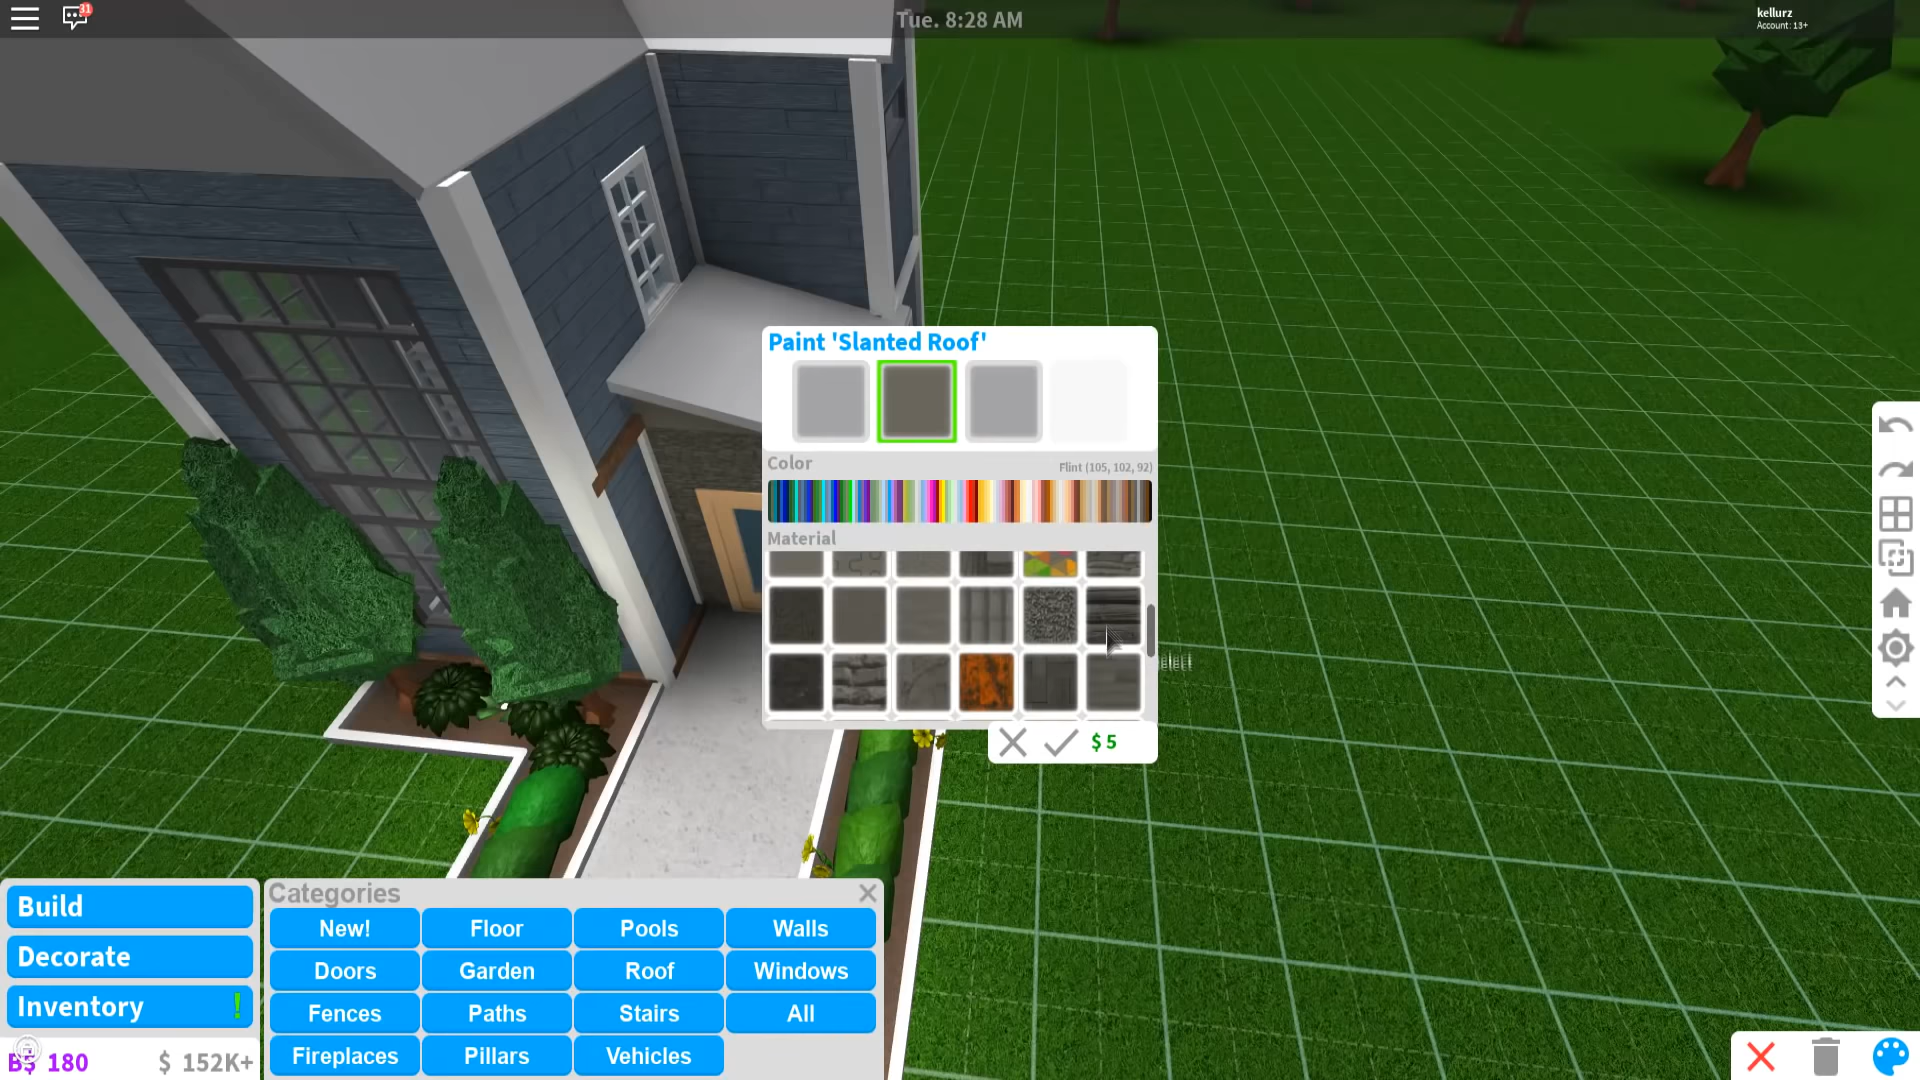 31
Tue. 8:28 AM
kellurz
Account: 13+
Paint 'Slanted Roof'
Color
Flint (105, 102, 92)
Material
$ 5
Build
Decorate
Inventory !
B$ 180 $ 152K+
Categories
New! Floor Pools Walls
Doors Garden Roof Windows
Fences Paths Stairs All
Fireplaces Pillars Vehicles